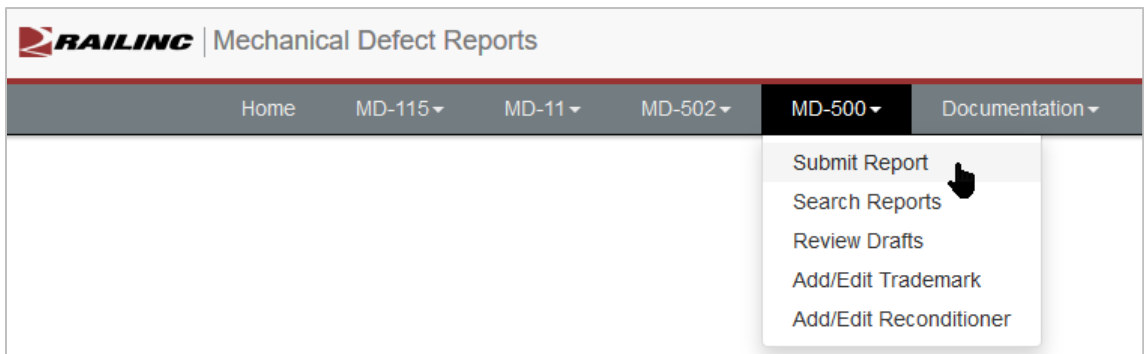 RAILINC Mechanical Defect Reports
Home MD-115 MD-11 MD-502 MD-500 Documentation
Submit Report
Search Reports
Review Drafts
Add/Edit Trademark
Add/Edit Reconditioner